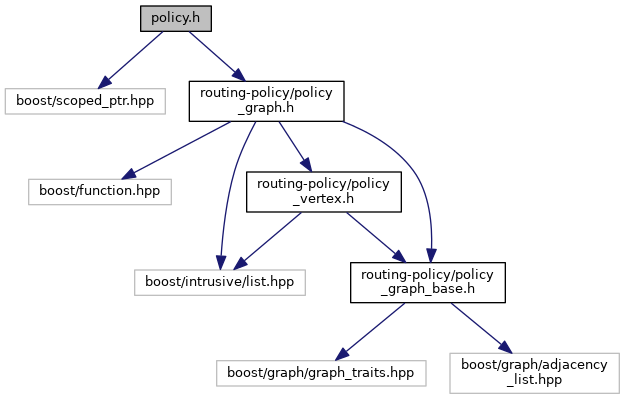 policy.h
boost/scoped_ptr.hpp
routing-policy/policy
_graph.h
boost/function.hpp
routing-policy/policy
_vertex.h
boost/intrusive/list.hpp
routing-policy/policy
_graph_base.h
boost/graph/graph_traits.hpp
boost/graph/adjacency
_list.hpp